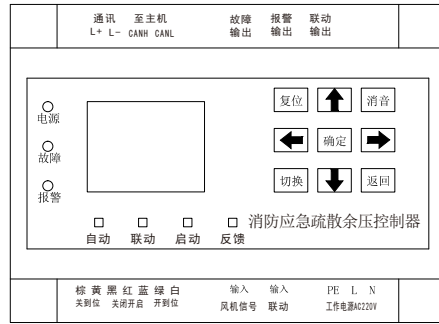 通讯 至主机 故障 报警 联动
L+ L- CANH CANL 输出 输出 输出
复位 消音
电源
确定
故障
切换 返回
报警
消防应急疏散余压控制器
自动 联动 启动 反馈
棕 黄 黑 红 蓝 绿 白 输入 输入 PE L N
关到位 关闭开启 开到位 风机信号 联动 工作电源AC220V